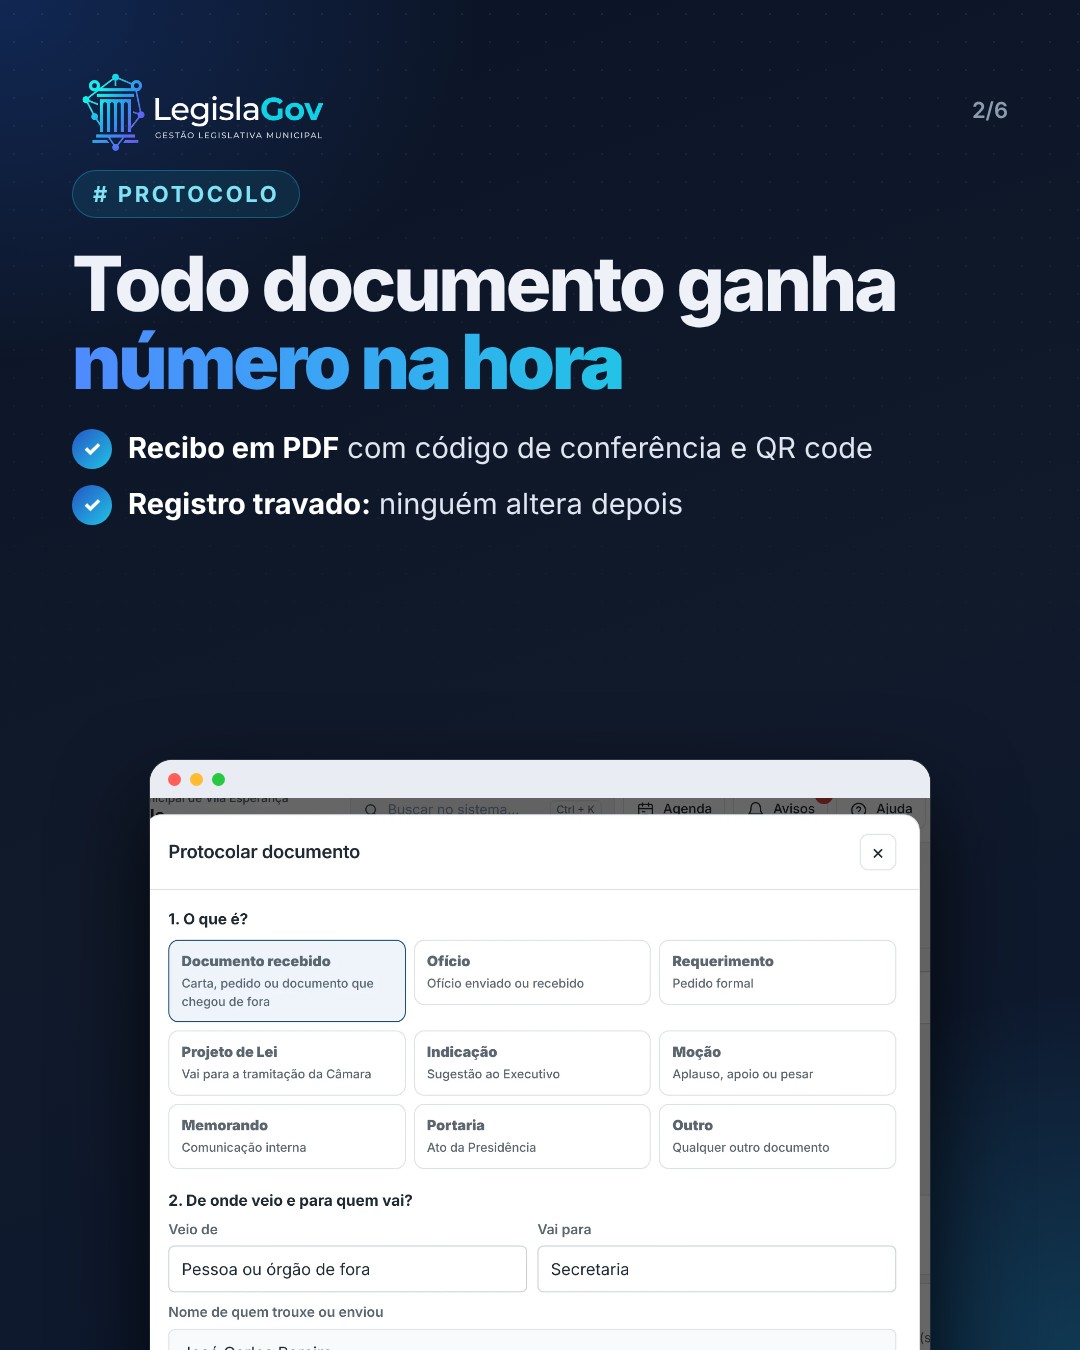 LegislaGov
GESTÃO LEGISLATIVA MUNICIPAL
2/6
# PROTOCOLO
Todo documento ganha
número na hora
Recibo em PDF com código de conferência e QR code
Registro travado: ninguém altera depois
de Vila Esperança
Buscar no sistema... Ctrl + K Agenda Avisos Ajuda
Protocolar documento
×
1. O que é?
Documento recebido
Carta, pedido ou documento que
chegou de fora
Ofício
Ofício enviado ou recebido
Requerimento
Pedido formal
Projeto de Lei
Vai para a tramitação da Câmara
Indicação
Sugestão ao Executivo
Moção
Aplauso, apoio ou pesar
Memorando
Comunicação interna
Portaria
Ato da Presidência
Outro
Qualquer outro documento
2. De onde veio e para quem vai?
Veio de
Vai para
Pessoa ou órgão de fora
Secretaria
Nome de quem trouxe ou enviou